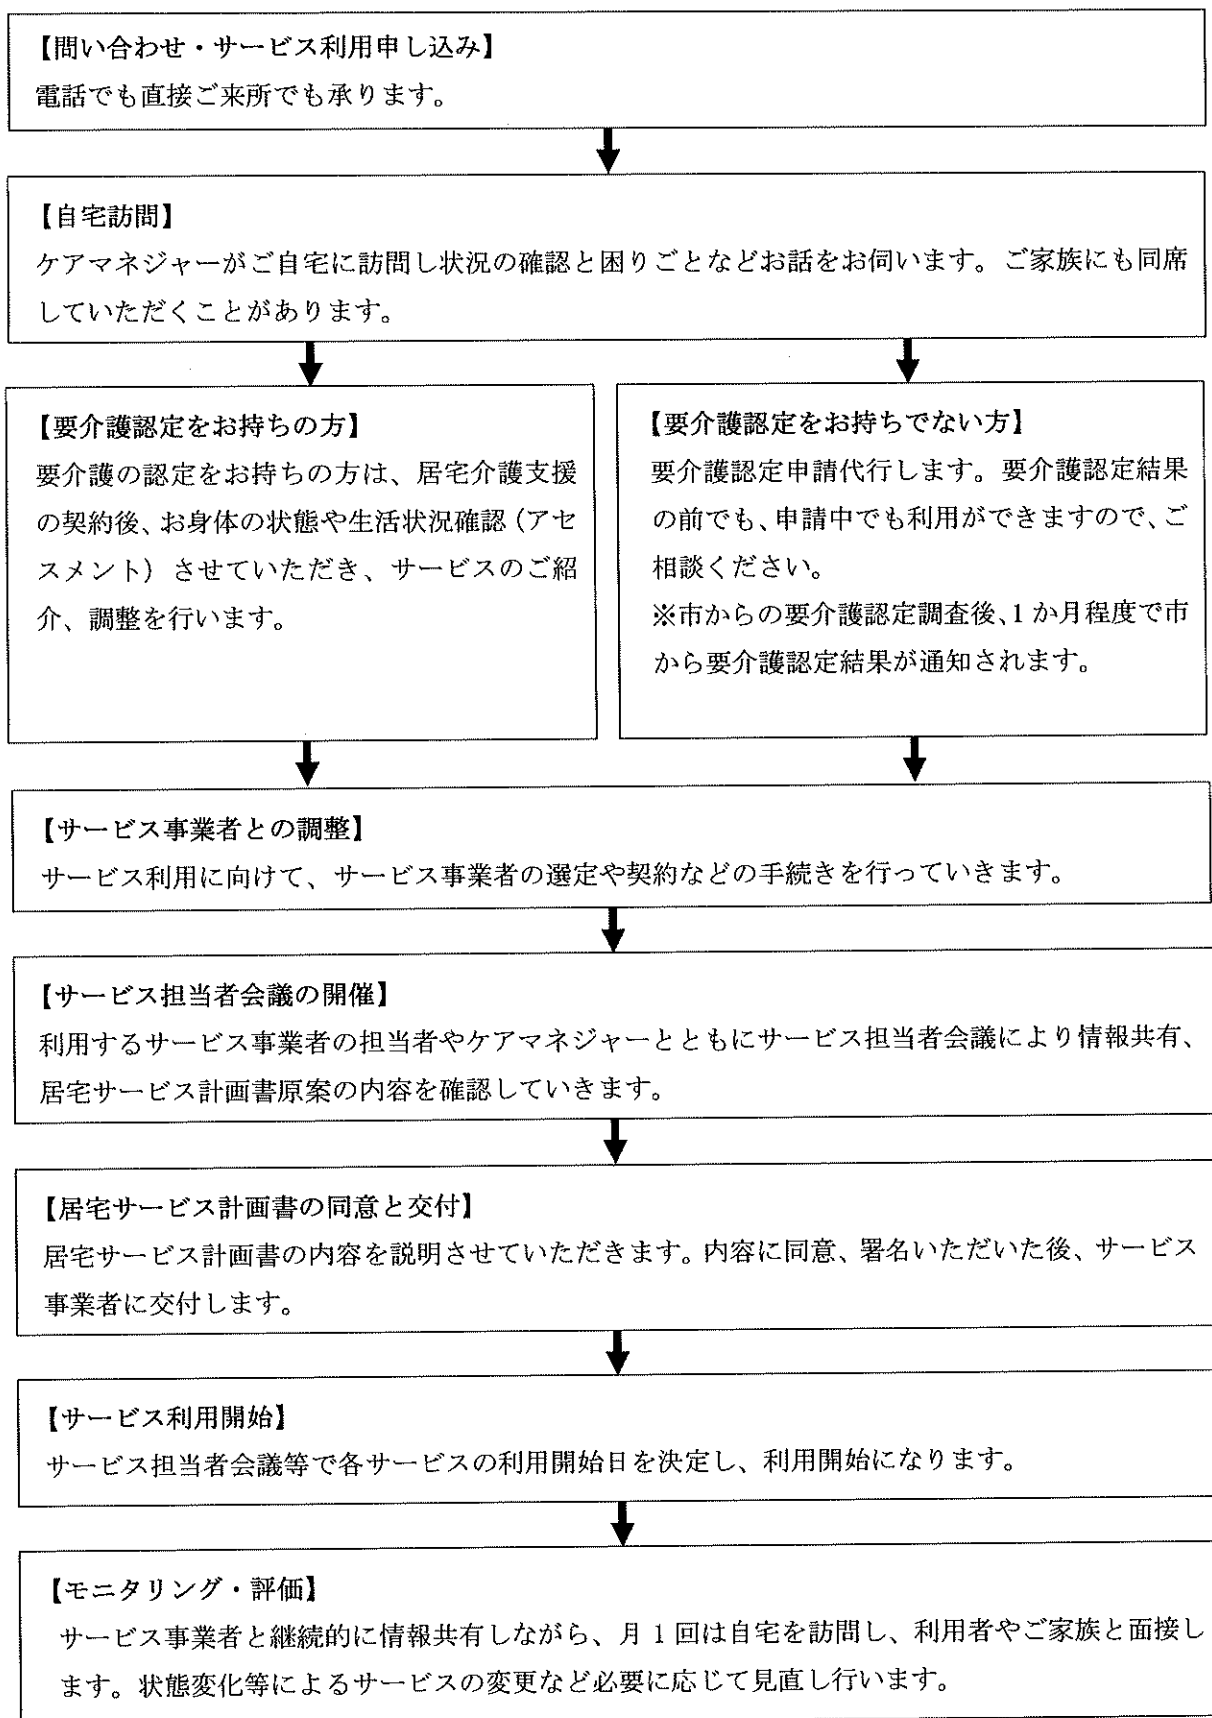 【問い合わせ・サービス利用申し込み】
電話でも直接ご来所でも承ります。
【自宅訪問】
ケアマネジャーがご自宅に訪問し状況の確認と困りごとなどお話をお伺います。ご家族にも同席
していただくことがあります。
【要介護認定をお持ちの方】
要介護の認定をお持ちの方は、居宅介護支援
の契約後、お身体の状態や生活状況確認（アセ
スメント）させていただき、サービスのご紹
介、調整を行います。
【要介護認定をお持ちでない方】
要介護認定申請代行します。要介護認定結果
の前でも、申請中でも利用ができますので、ご
相談ください。
※市からの要介護認定調査後、1か月程度で市
から要介護認定結果が通知されます。
【サービス事業者との調整】
サービス利用に向けて、サービス事業者の選定や契約などの手続きを行っていきます。
【サービス担当者会議の開催】
利用するサービス事業者の担当者やケアマネジャーとともにサービス担当者会議により情報共有、
居宅サービス計画書原案の内容を確認していきます。
【居宅サービス計画書の同意と交付】
居宅サービス計画書の内容を説明させていただきます。内容に同意、署名いただいた後、サービス
事業者に交付します。
【サービス利用開始】
サービス担当者会議等で各サービスの利用開始日を決定し、利用開始になります。
【モニタリング・評価】
サービス事業者と継続的に情報共有しながら、月1回は自宅を訪問し、利用者やご家族と面接し
ます。状態変化等によるサービスの変更など必要に応じて見直し行います。